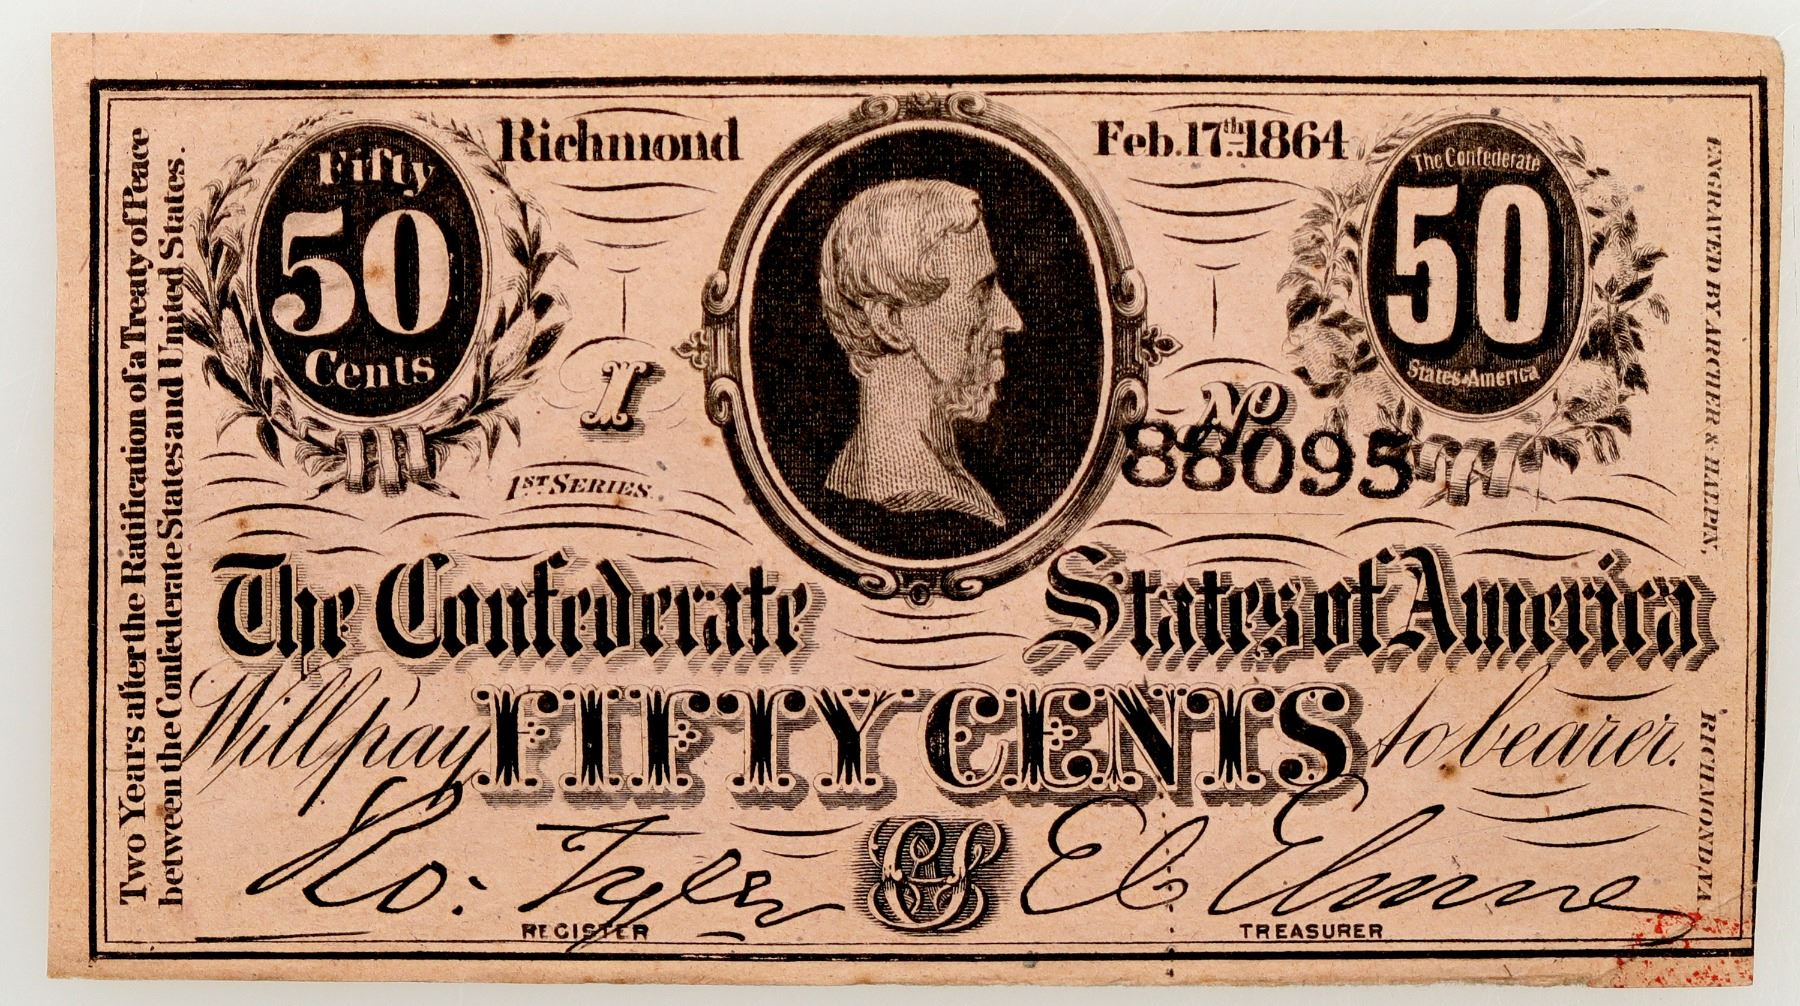 Two Years after the Ratification of a Treaty of Peace
between the Confederate States and United States.
Fifty
50
Cents
Richmond
Feb. 17th 1864
The Confederate
50
States America
I
1ST SERIES.
No
88095
The Confederate States of America
Will pay FIFTY CENTS to bearer.
Ro: Tyler
REGISTER
CS
E C Elmore
TREASURER
ENGRAVED BY ARCHER & HALPIN,
RICHMOND VA.